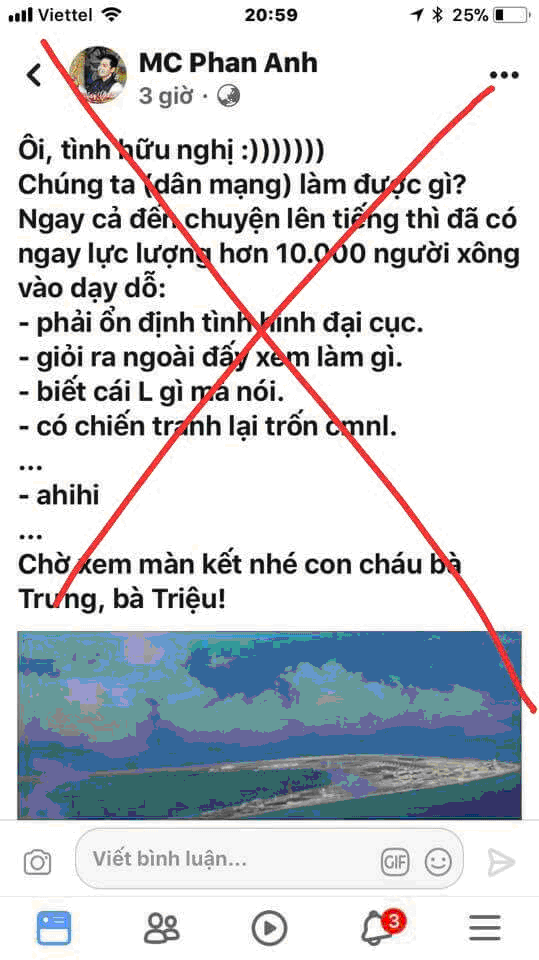 Viettel 20:59 25%
MC Phan Anh
3 giờ ·
Ôi, tình hữu nghị :)))))))
Chúng ta (dân mạng) làm được gì?
Ngay cả đến chuyện lên tiếng thì đã có
ngay lực lượng hơn 10.000 người xông
vào dạy dỗ:
- phải ổn định tình hình đại cục.
- giỏi ra ngoài đấy xem làm gì.
- biết cái L gì mà nói.
- có chiến tranh lại trốn cmnl.
...
- ahihi
...
Chờ xem màn kết nhé con cháu bà
Trưng, bà Triệu!
Viết bình luận...
GIF
3